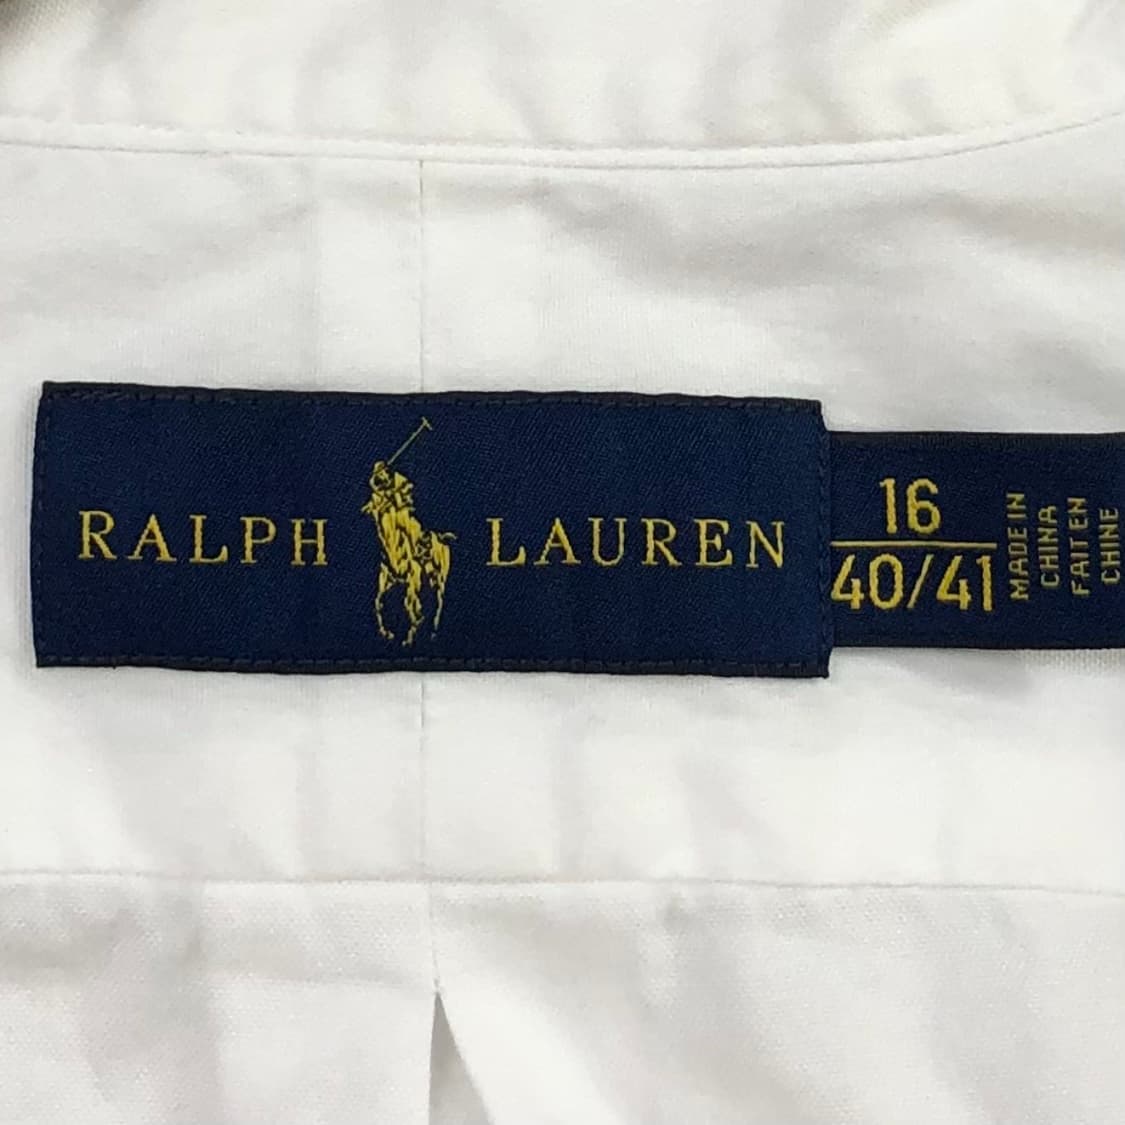 RALPH LAUREN
16
40/41
MADE IN
CHINA
FAIT EN
CHINE